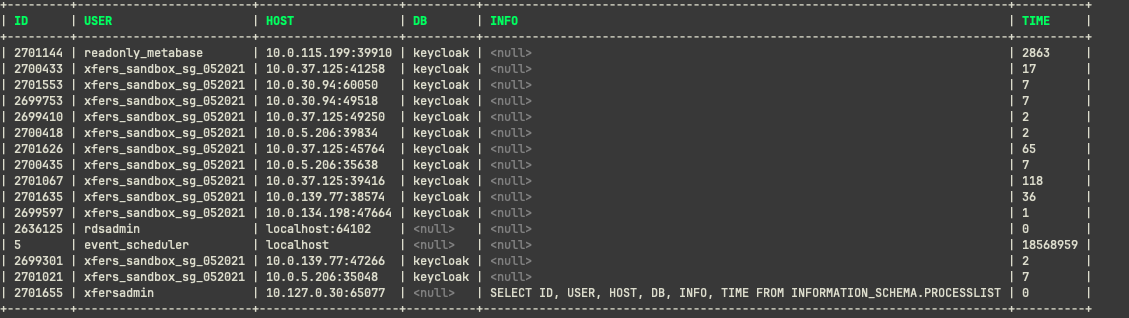 | ID | USER | HOST | DB | INFO | TIME |
| 2701144 | readonly_metabase | 10.0.115.199:39910 | keycloak | <null> | 2863 |
| 2700433 | xfers_sandbox_sg_052021 | 10.0.37.125:41258 | keycloak | <null> | 17 |
| 2701553 | xfers_sandbox_sg_052021 | 10.0.30.94:60050 | keycloak | <null> | 7 |
| 2699753 | xfers_sandbox_sg_052021 | 10.0.30.94:49518 | keycloak | <null> | 7 |
| 2699410 | xfers_sandbox_sg_052021 | 10.0.37.125:49250 | keycloak | <null> | 2 |
| 2700418 | xfers_sandbox_sg_052021 | 10.0.5.206:39834 | keycloak | <null> | 2 |
| 2701626 | xfers_sandbox_sg_052021 | 10.0.37.125:45764 | keycloak | <null> | 65 |
| 2700435 | xfers_sandbox_sg_052021 | 10.0.5.206:35638 | keycloak | <null> | 7 |
| 2701067 | xfers_sandbox_sg_052021 | 10.0.37.125:39416 | keycloak | <null> | 118 |
| 2701635 | xfers_sandbox_sg_052021 | 10.0.139.77:38574 | keycloak | <null> | 36 |
| 2699597 | xfers_sandbox_sg_052021 | 10.0.134.198:47664 | keycloak | <null> | 1 |
| 2636125 | rdsadmin | localhost:64102 | <null> | <null> | 0 |
| 5 | event_scheduler | localhost | <null> | <null> | 18568959 |
| 2699301 | xfers_sandbox_sg_052021 | 10.0.139.77:47266 | keycloak | <null> | 2 |
| 2701021 | xfers_sandbox_sg_052021 | 10.0.5.206:35048 | keycloak | <null> | 7 |
| 2701655 | xfersadmin | 10.127.0.30:65077 | <null> | SELECT ID, USER, HOST, DB, INFO, TIME FROM INFORMATION_SCHEMA.PROCESSLIST | 0 |